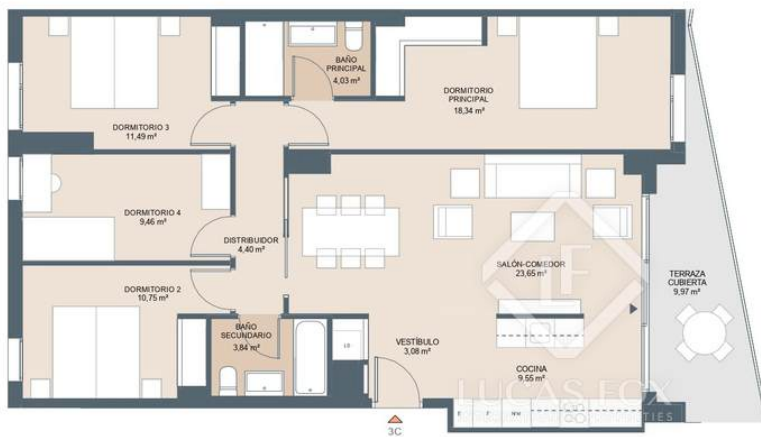 BAÑO
PRINCIPAL
4,03 m²
DORMITORIO
PRINCIPAL
18,34 m²
DORMITORIO 3
11,49 m²
DORMITORIO 4
9,46 m²
DISTRIBUIDOR
4,40 m²
SALÓN-COMEDOR
23,65 m²
TERRAZA
CUBIERTA
9,97 m²
DORMITORIO 2
10,75 m²
BAÑO
SECUNDARIO
3,84 m²
VESTÍBULO
3,08 m²
COCINA
9,55 m²
LF
LUCAS FOX
PROPERTIES
3C